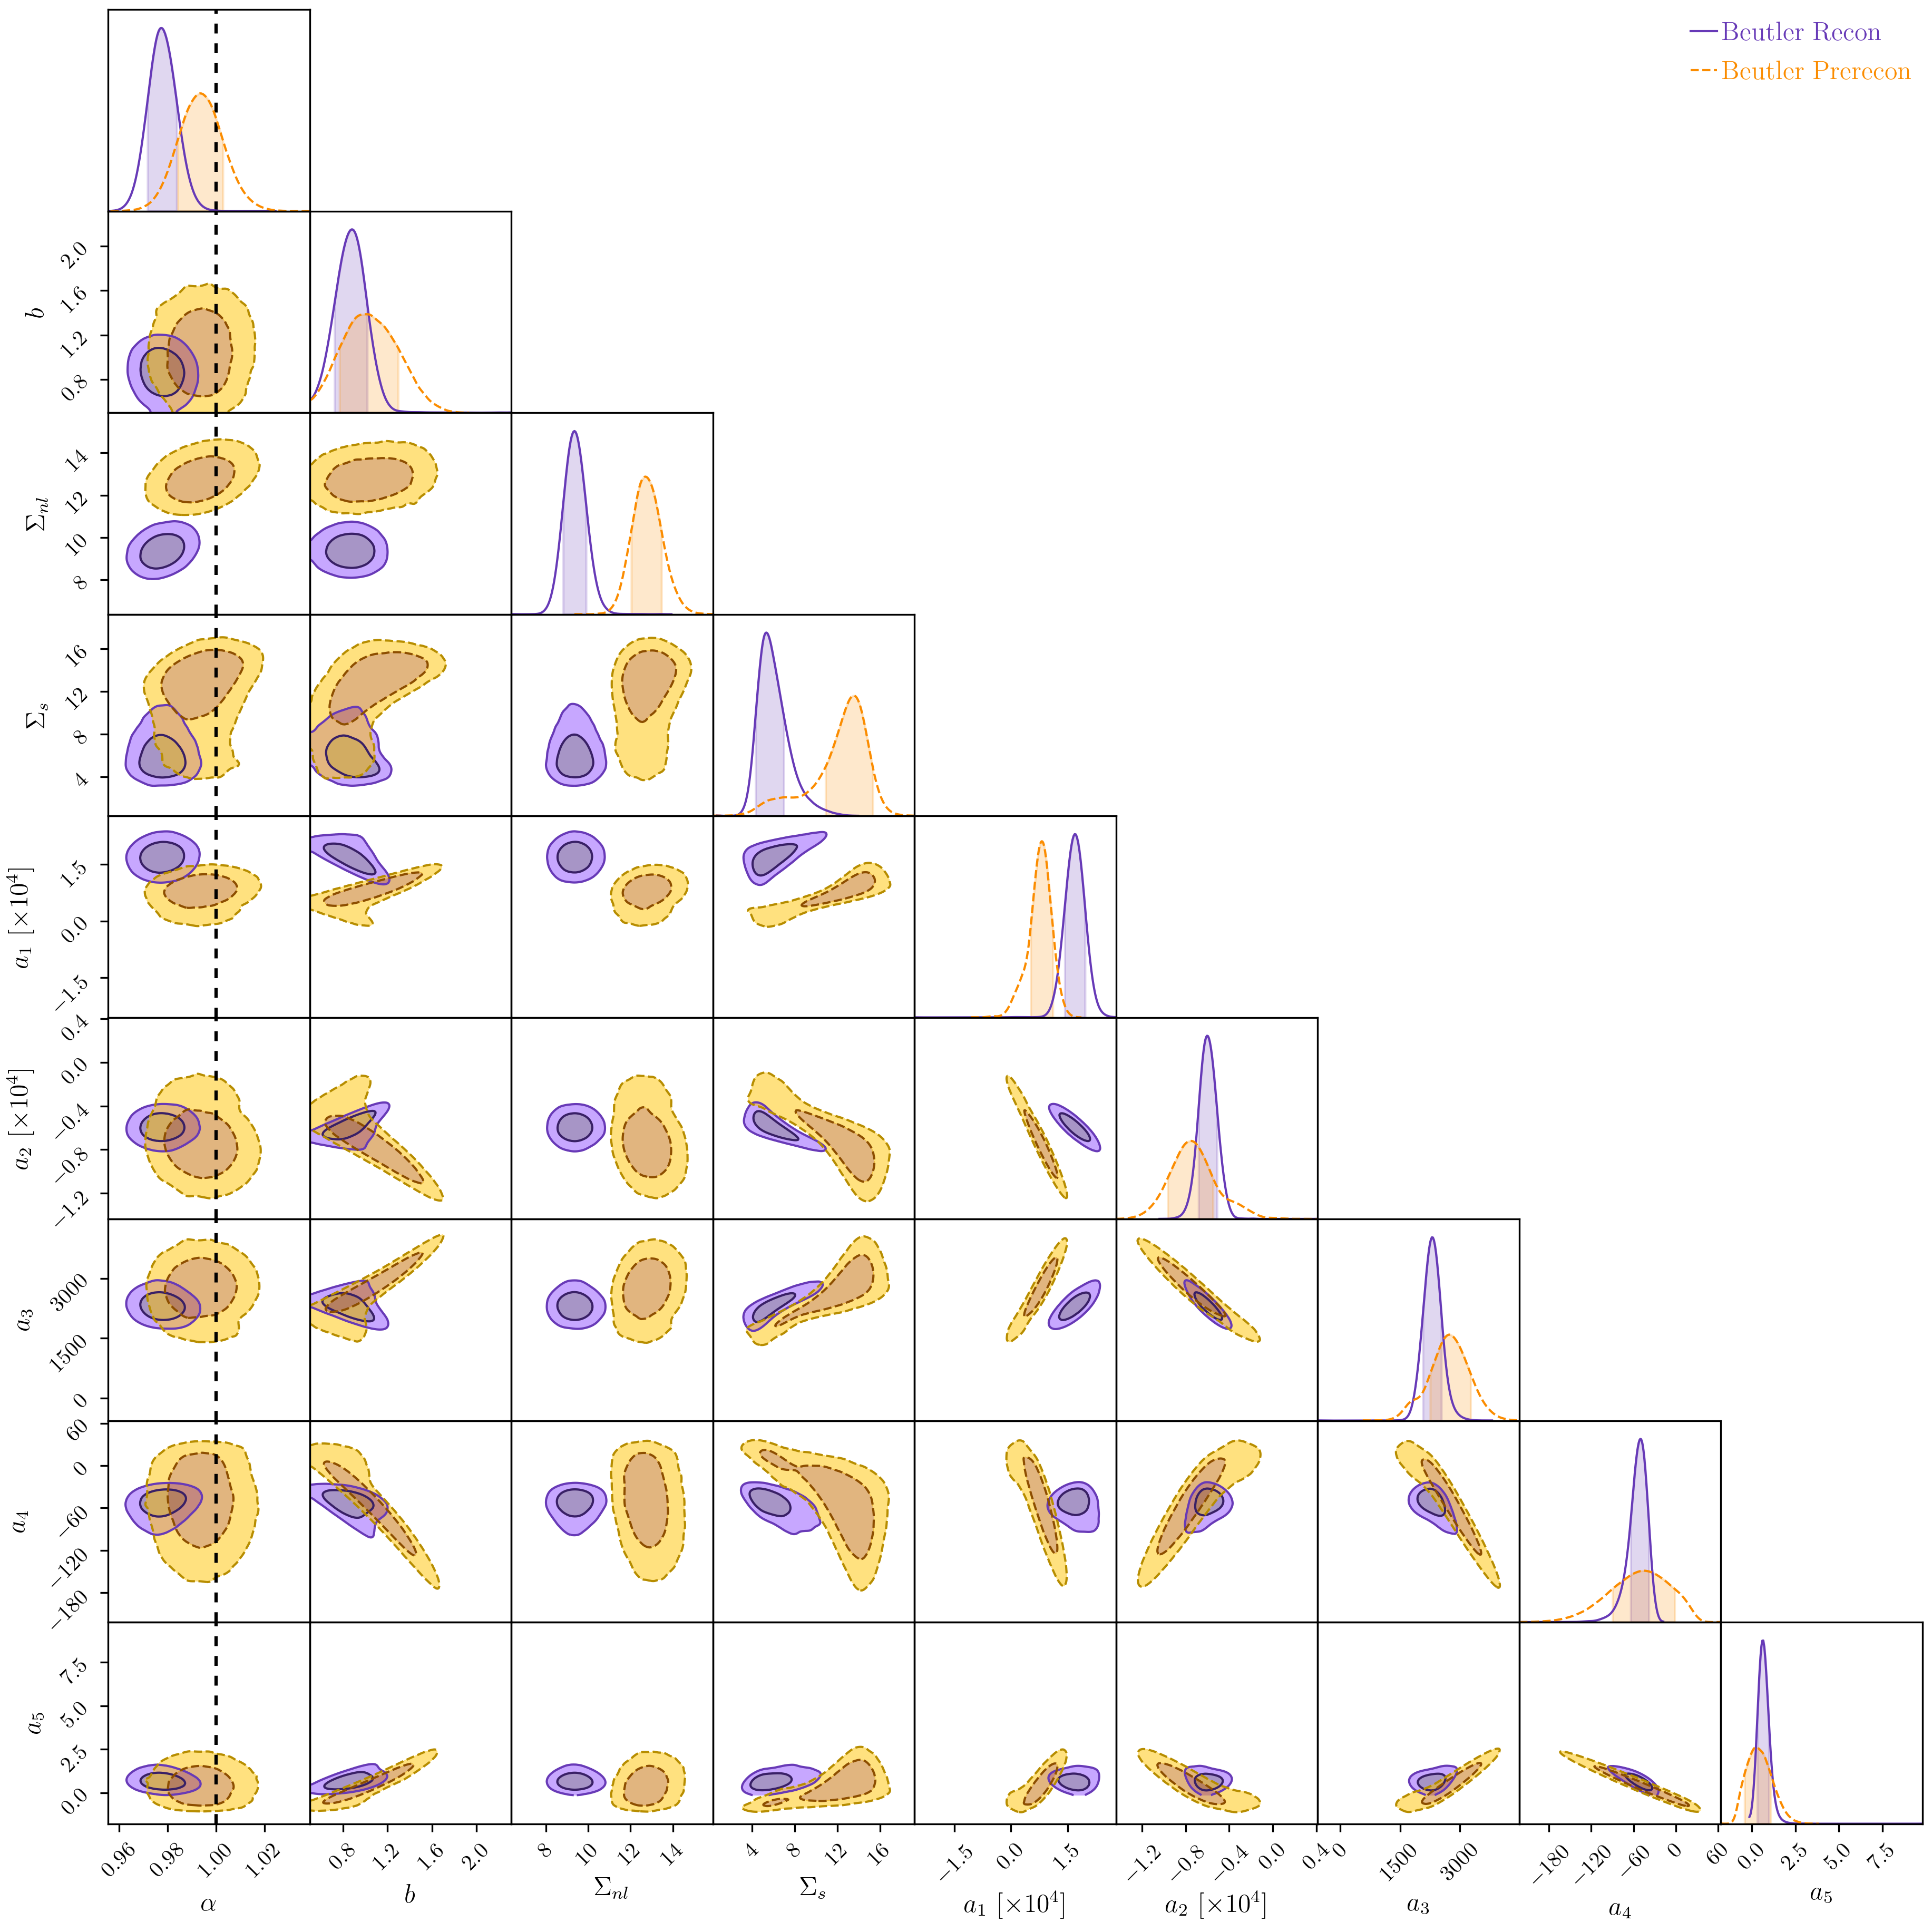 Beutler Recon
Beutler Prerecon
2.0
1.6
1.2
0.8
b
14
12
10
8
Σnl
16
12
8
4
Σs
1.5
0.0
−1.5
a1 [×10^4]
0.4
0.0
−0.4
−0.8
−1.2
a2 [×10^4]
3000
1500
0
a3
60
0
−60
−120
−180
a4
7.5
5.0
2.5
0.0
a5
0.96 0.98 1.00 1.02 0.8 1.2 1.6 2.0 8 10 12 14 4 8 12 16 −1.5 0.0 1.5 −1.2 −0.8 −0.4 0.0 0.4 0 1500 3000 −180 −120 −60 0 60 0.0 2.5 5.0 7.5
α b Σnl Σs a1 [×10^4] a2 [×10^4] a3 a4 a5